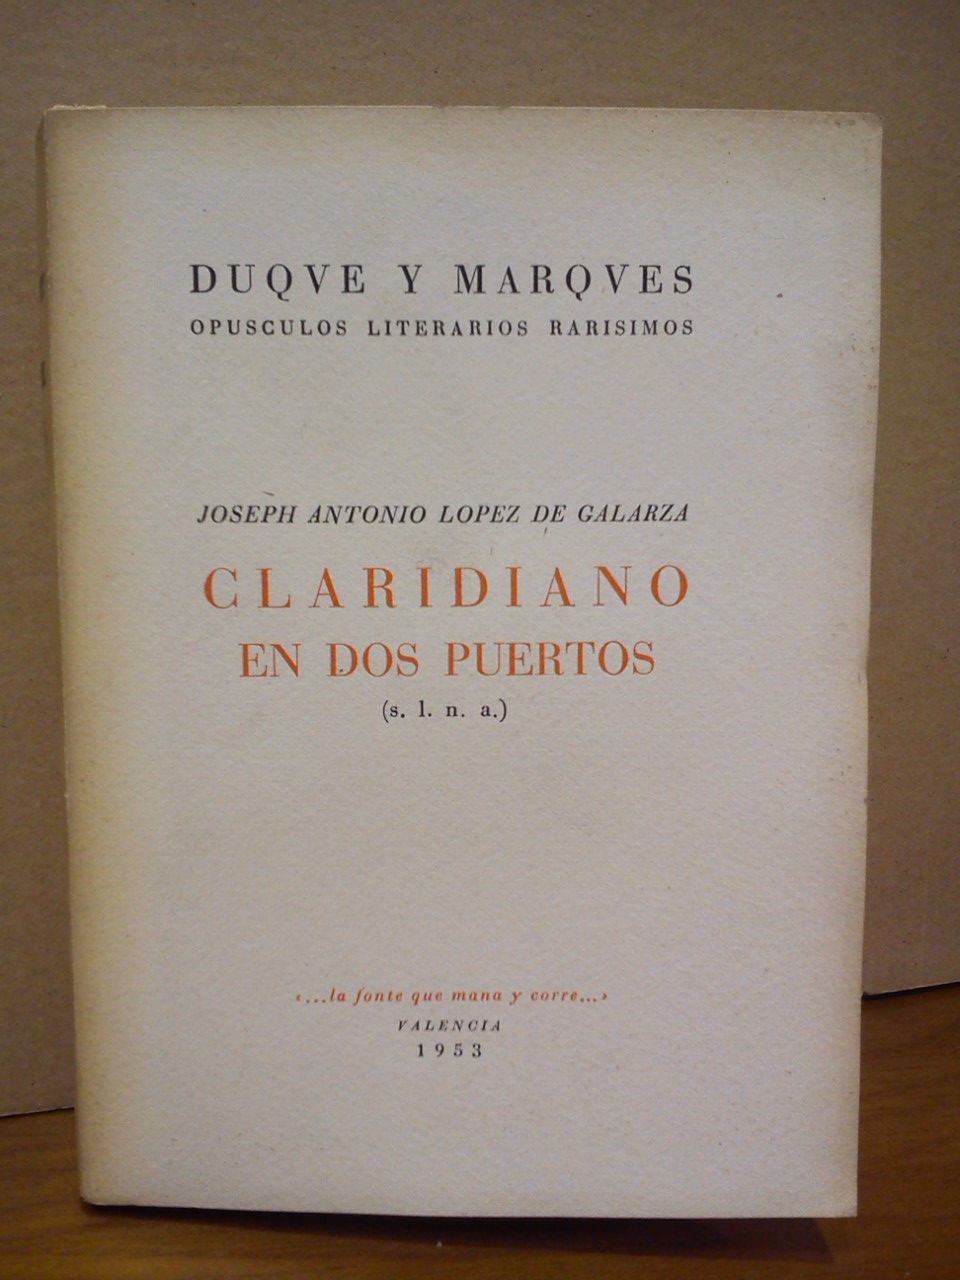 DUQVE Y MARQVES
OPUSCULOS LITERARIOS RARISIMOS
JOSEPH ANTONIO LOPEZ DE GALARZA
CLARIDIANO
EN DOS PUERTOS
(s. l. n. a.)
‹...la fonte que mana y corre...›
VALENCIA
1953